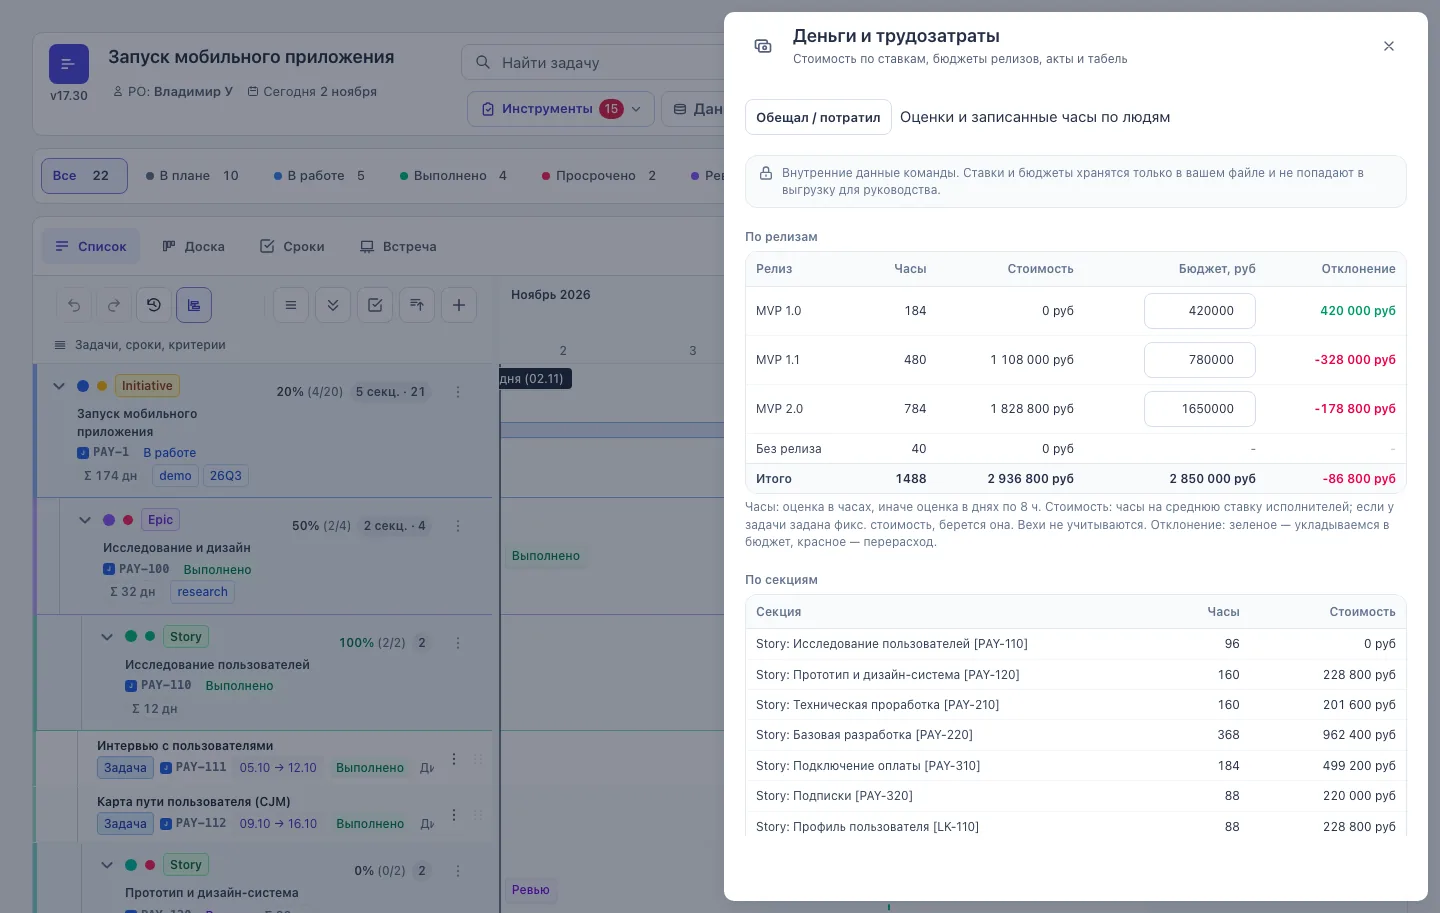 Запуск мобильного приложения
v17.30
PO: Владимир У
Сегодня 2 ноября
Найти задачу
Инструменты 15
Все 22
В плане 10
В работе 5
Выполнено 4
Просрочено 2
Список
Доска
Сроки
Встреча
Ноябрь 2026
Задачи, сроки, критерии
2
3
дня (02.11)
Initiative
20% (4/20)
5 секц. · 21
Запуск мобильного
приложения
PAY-1 В работе
Σ 174 дн demo 26Q3
Epic
50% (2/4)
2 секц. · 4
Исследование и дизайн
PAY-100 Выполнено
Σ 32 дн research
Выполнено
Story
100% (2/2) 2
Исследование пользователей
PAY-110 Выполнено
Σ 12 дн
Интервью с пользователями
Задача PAY-111 05.10 → 12.10 Выполнено
Карта пути пользователя (CJM)
Задача PAY-112 09.10 → 16.10 Выполнено
Story
0% (0/2) 2
Прототип и дизайн-система
Ревью
Деньги и трудозатраты
Стоимость по ставкам, бюджеты релизов, акты и табель
Обещал / потратил Оценки и записанные часы по людям
Внутренние данные команды. Ставки и бюджеты хранятся только в вашем файле и не попадают в
выгрузку для руководства.
По релизам
Релиз Часы Стоимость Бюджет, руб Отклонение
MVP 1.0 184 0 руб 420000 420 000 руб
MVP 1.1 480 1 108 000 руб 780000 -328 000 руб
MVP 2.0 784 1 828 800 руб 1650000 -178 800 руб
Без релиза 40 0 руб - -
Итого 1488 2 936 800 руб 2 850 000 руб -86 800 руб
Часы: оценка в часах, иначе оценка в днях по 8 ч. Стоимость: часы на среднюю ставку исполнителей; если у
задачи задана фикс. стоимость, берется она. Вехи не учитываются. Отклонение: зеленое — укладываемся в
бюджет, красное — перерасход.
По секциям
Секция Часы Стоимость
Story: Исследование пользователей [PAY-110] 96 0 руб
Story: Прототип и дизайн-система [PAY-120] 160 228 800 руб
Story: Техническая проработка [PAY-210] 160 201 600 руб
Story: Базовая разработка [PAY-220] 368 962 400 руб
Story: Подключение оплаты [PAY-310] 184 499 200 руб
Story: Подписки [PAY-320] 88 220 000 руб
Story: Профиль пользователя [LK-110] 88 228 800 руб